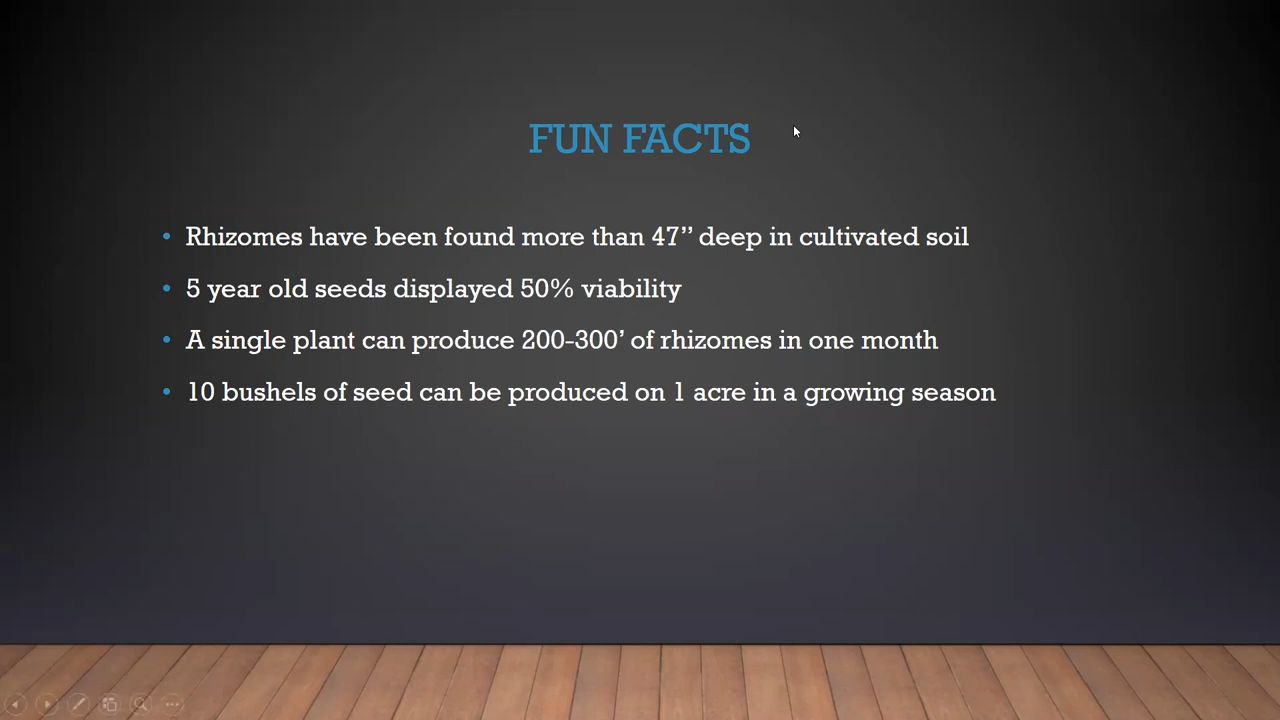 FUN FACTS
• Rhizomes have been found more than 47” deep in cultivated soil
• 5 year old seeds displayed 50% viability
• A single plant can produce 200-300’ of rhizomes in one month
• 10 bushels of seed can be produced on 1 acre in a growing season